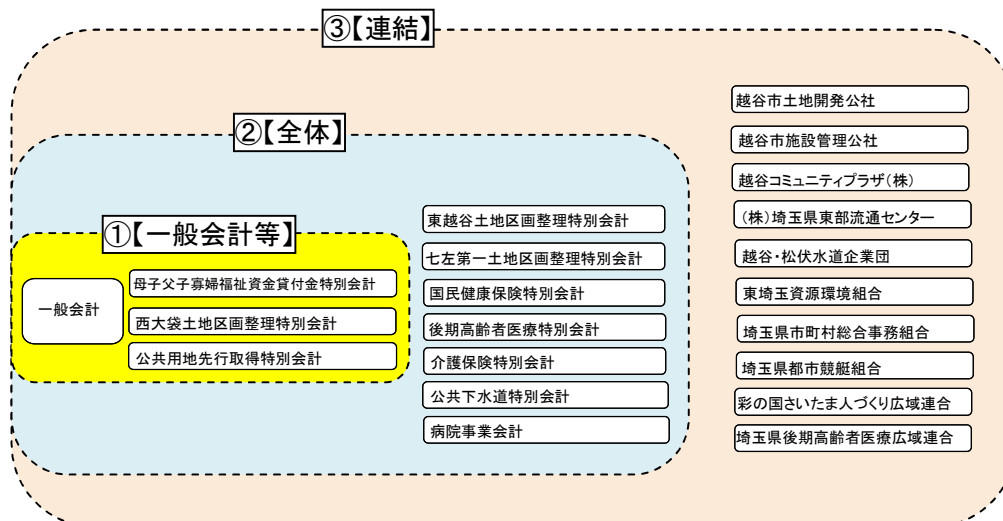 ③【連結】
②【全体】
①【一般会計等】
一般会計
母子父子寡婦福祉資金貸付金特別会計
西大袋土地区画整理特別会計
公共用地先行取得特別会計
東越谷土地区画整理特別会計
七左第一土地区画整理特別会計
国民健康保険特別会計
後期高齢者医療特別会計
介護保険特別会計
公共下水道特別会計
病院事業会計
越谷市土地開発公社
越谷市施設管理公社
越谷コミュニティプラザ(株)
(株)埼玉県東部流通センター
越谷・松伏水道企業団
東埼玉資源環境組合
埼玉県市町村総合事務組合
埼玉県都市競艇組合
彩の国さいたま人づくり広域連合
埼玉県後期高齢者医療広域連合